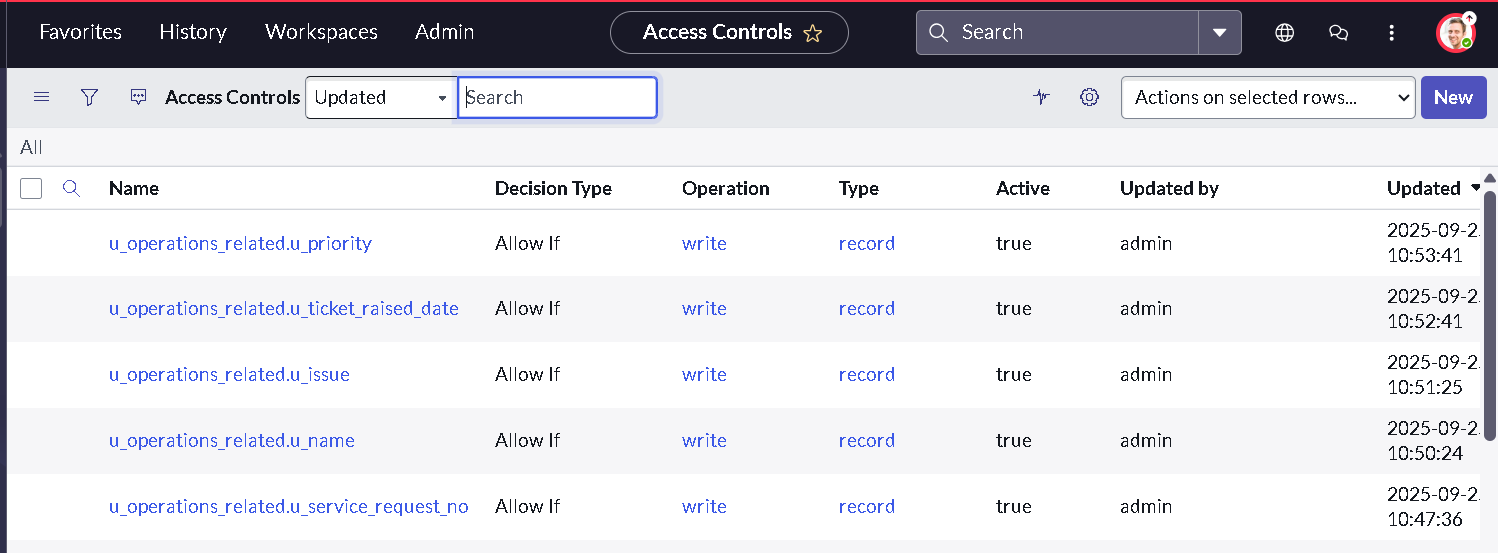 Favorites History Workspaces Admin Access Controls Search
Access Controls Updated Search Actions on selected rows... New
All
Name Decision Type Operation Type Active Updated by Updated
u_operations_related.u_priority Allow If write record true admin 2025-09-2
10:53:41
u_operations_related.u_ticket_raised_date Allow If write record true admin 2025-09-2
10:52:41
u_operations_related.u_issue Allow If write record true admin 2025-09-2
10:51:25
u_operations_related.u_name Allow If write record true admin 2025-09-2
10:50:24
u_operations_related.u_service_request_no Allow If write record true admin 2025-09-2
10:47:36